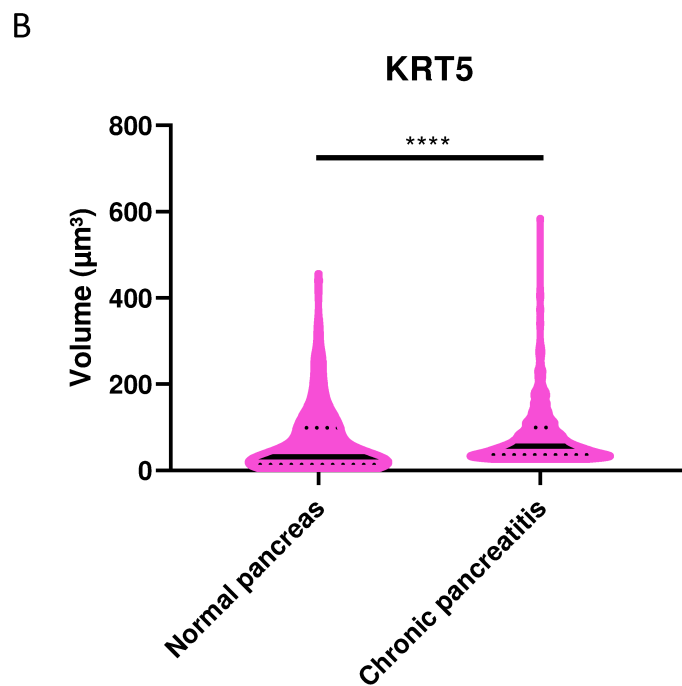 B
KRT5
****
Volume (µm³)
800
600
400
200
0
Normal pancreas
Chronic pancreatitis